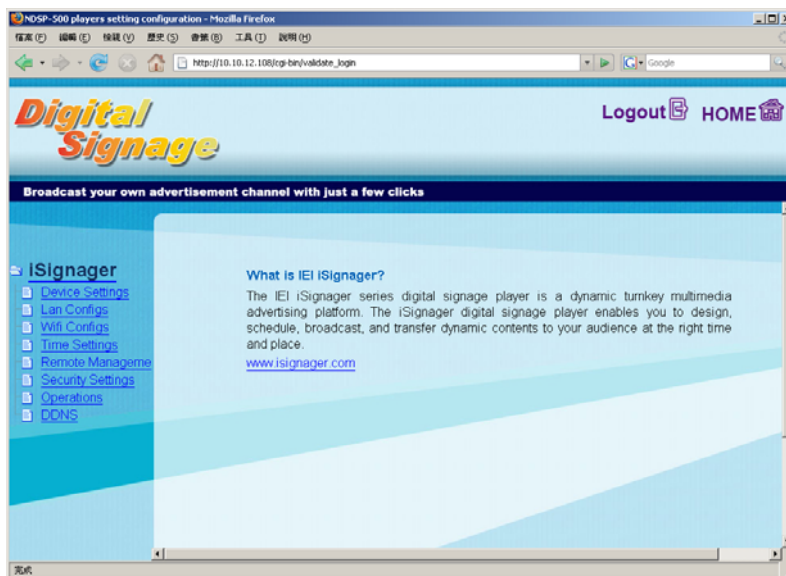 NDSP-500 players setting configuration - Mozilla Firefox
檔案(F) 編輯(E) 檢視(V) 歷史(S) 書籤(B) 工具(T) 說明(H)
http://10.10.12.108/cgi-bin/validate_login
Google
Digital
Signage
Logout HOME
Broadcast your own advertisement channel with just a few clicks
iSignager
Device Settings
Lan Configs
Wifi Configs
Time Settings
Remote Manageme
Security Settings
Operations
DDNS
What is IEI iSignager?
The IEI iSignager series digital signage player is a dynamic turnkey multimedia
advertising platform. The iSignager digital signage player enables you to design,
schedule, broadcast, and transfer dynamic contents to your audience at the right time
and place.
www.isignager.com
完成